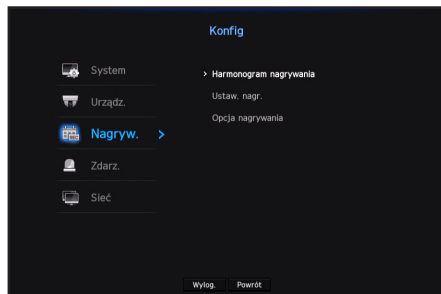 Konfig
System
Urządz.
Nagryw. >
Zdarz.
Sieć
> Harmonogram nagrywania
Ustaw. nagr.
Opcja nagrywania
Wylog. Powrót